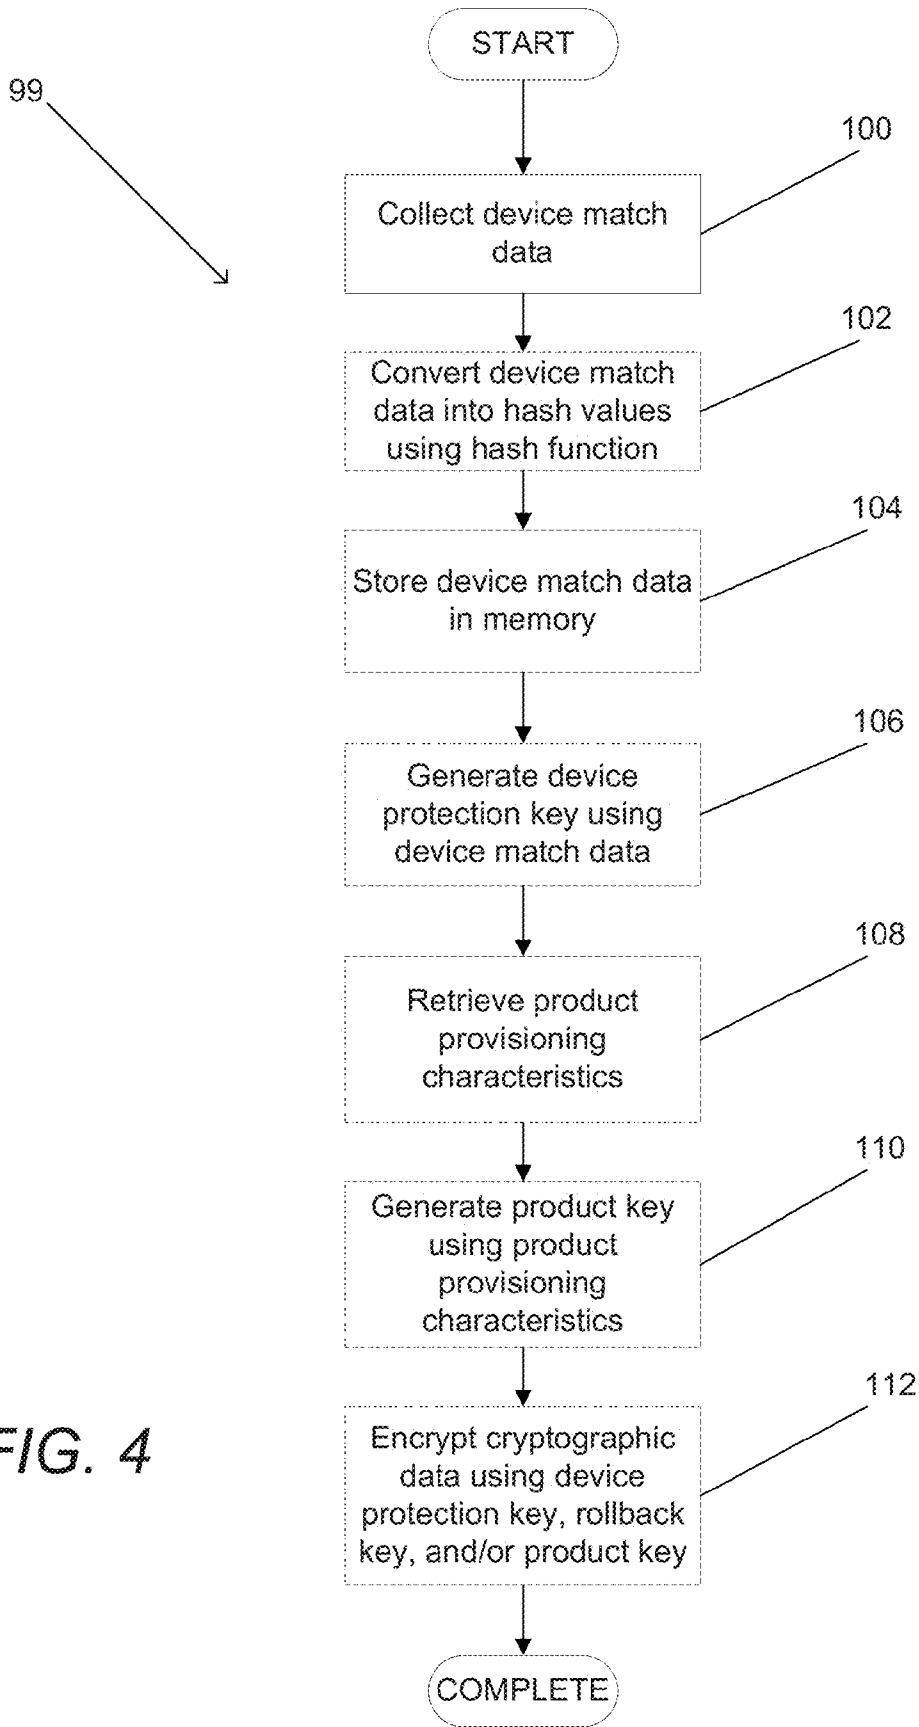 START
99
100
Collect device match
data
102
Convert device match
data into hash values
using hash function
104
Store device match data
in memory
106
Generate device
protection key using
device match data
108
Retrieve product
provisioning
characteristics
110
Generate product key
using product
provisioning
characteristics
112
Encrypt cryptographic
data using device
protection key, rollback
key, and/or product key
FIG. 4
COMPLETE